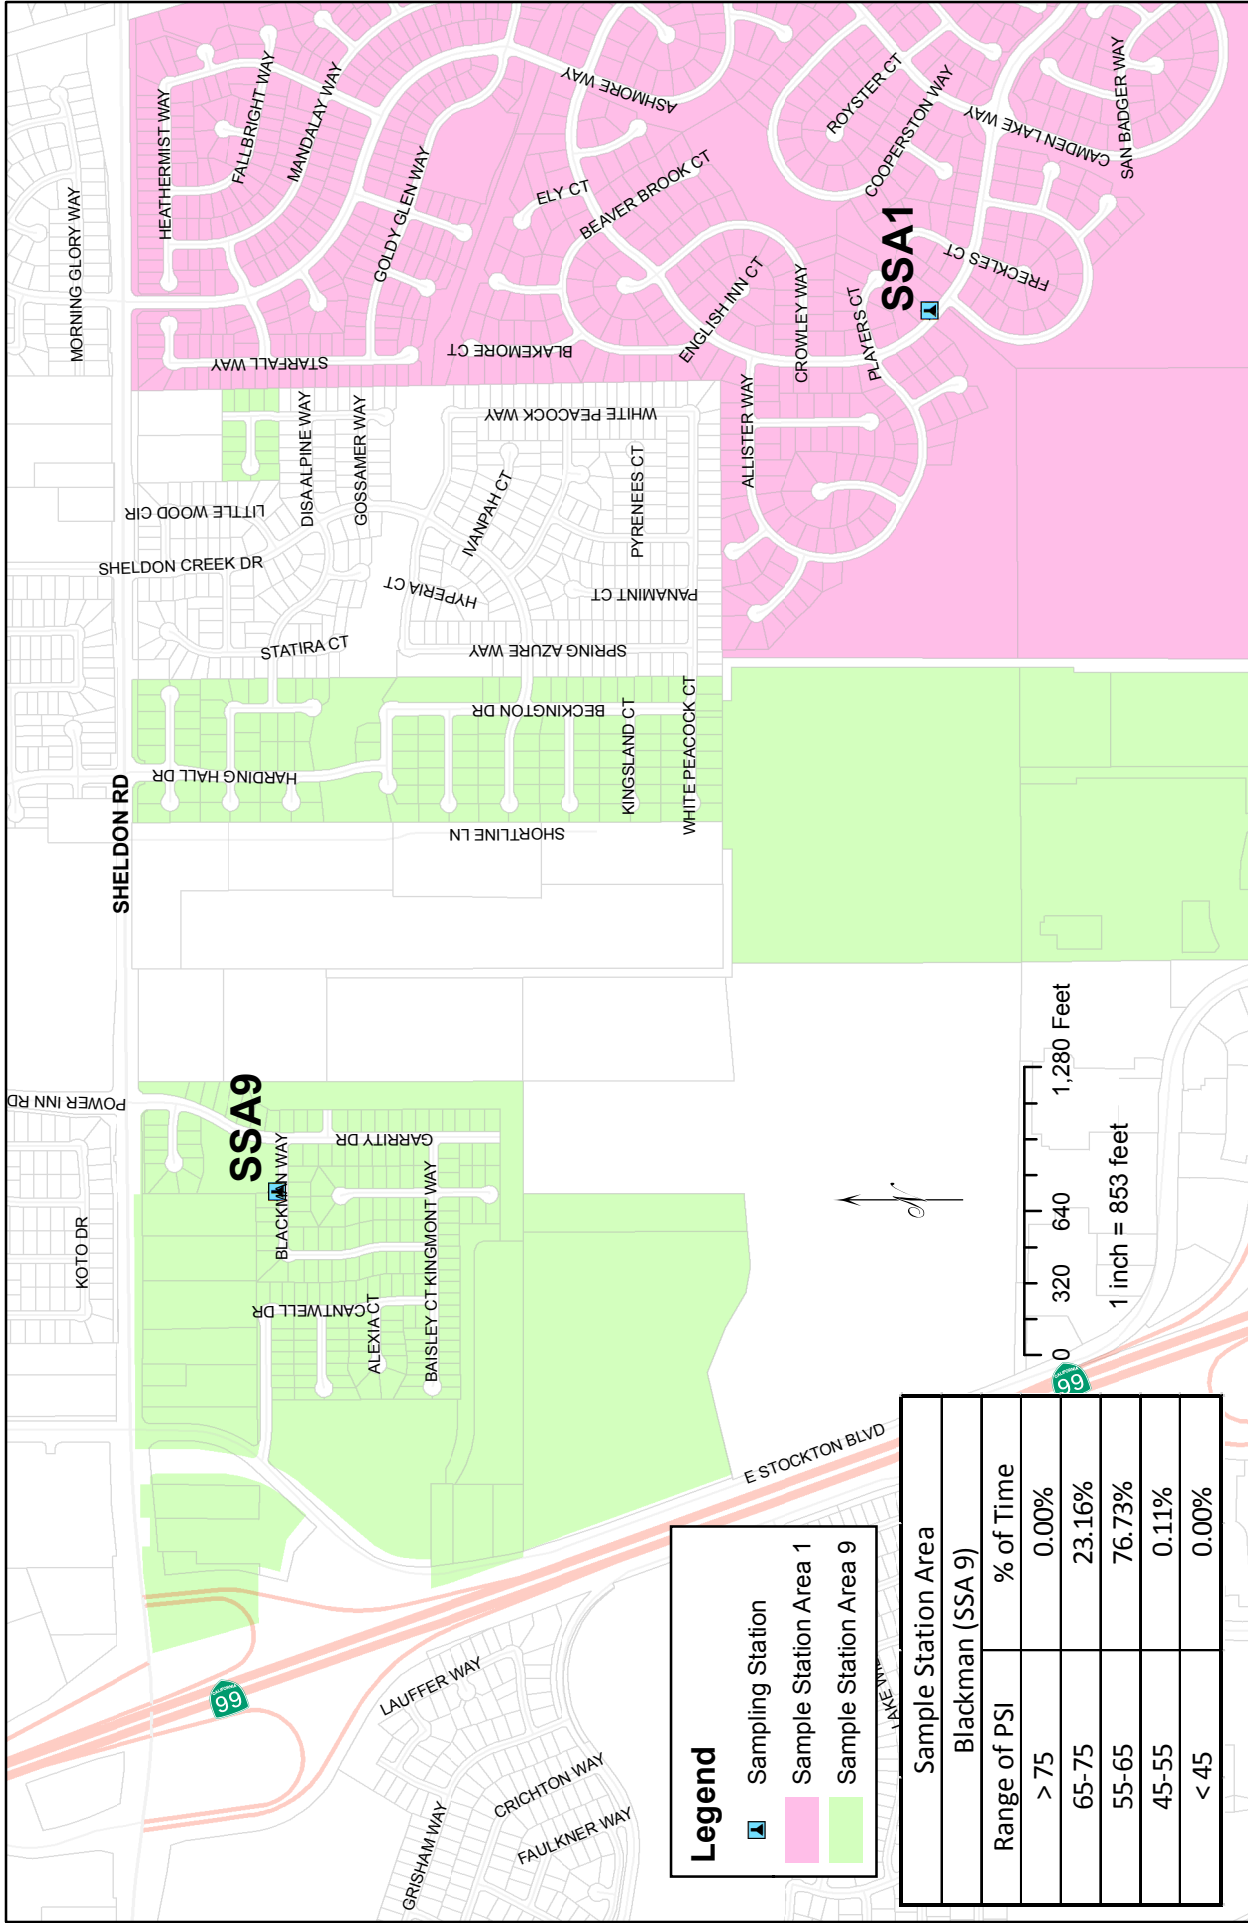 MORNING GLORY WAY
HEATHERMIST WAY
FALLBRIGHT WAY
MANDALAY WAY
GOLDY GLEN WAY
ASHMORE WAY
ELY CT
BEAVER BROOK CT
ROYSTER CT
COOPERSTON WAY
CAMDEN LAKE WAY
SAN BADGER WAY
FRECKLES CT
SSA1
PLAYERS CT
CROWLEY WAY
ENGLISH INN CT
BLAKEMORE CT
STARFALL WAY
ALLISTER WAY
WHITE PEACOCK WAY
DISA ALPINE WAY
GOSSAMER WAY
LITTLE WOOD CIR
SHELDON CREEK DR
IVANPAH CT
PYRENEES CT
HYPERIA CT
PANAMINT CT
STATIRA CT
SPRING AZURE WAY
BECKINGTON DR
KINGSLAND CT
WHITE PEACOCK CT
HARDING HALL DR
SHORTLINE LN
SHELDON RD
POWER INN RD
SSA9
KOTO DR
BLACKMAN WAY
GARRITY DR
KINGMONT WAY
CANTWELL DR
ALEXIA CT
BAISLEY CT
E STOCKTON BLVD
CALIFORNIA
99
CALIFORNIA
99
LAUFFER WAY
GRISHAM WAY
CRICHTON WAY
FAULKNER WAY
LAKE
N
0 320 640 1,280 Feet
1 inch = 853 feet
Legend
Sampling Station
Sample Station Area 1
Sample Station Area 9
Sample Station Area
Blackman (SSA 9)
Range of PSI % of Time
> 75 0.00%
65-75 23.16%
55-65 76.73%
45-55 0.11%
< 45 0.00%